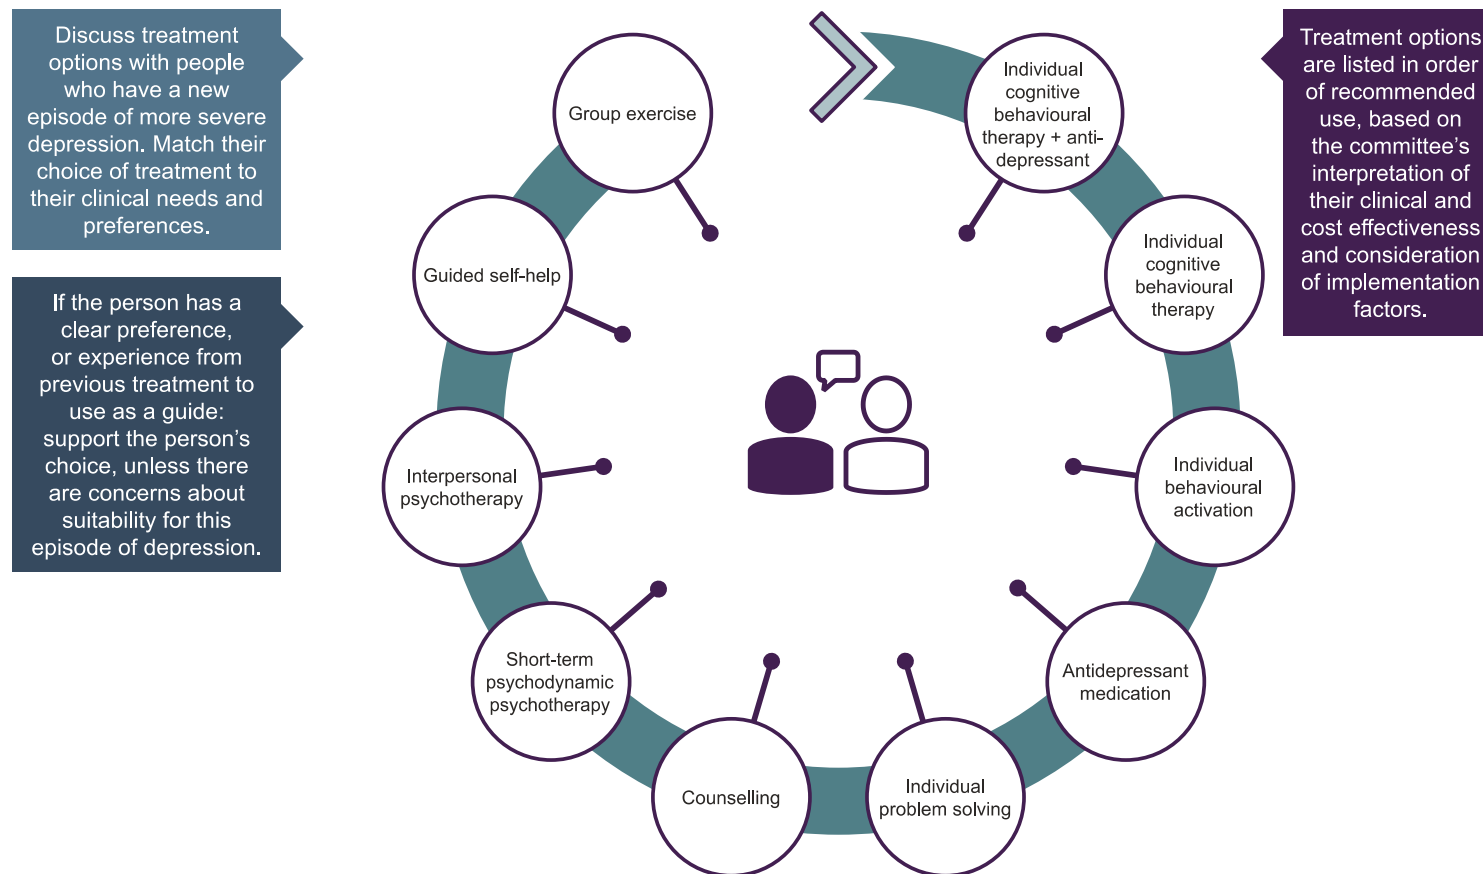 Discuss treatment
options with people
who have a new
episode of more severe
depression. Match their
choice of treatment to
their clinical needs and
preferences.
If the person has a
clear preference,
or experience from
previous treatment to
use as a guide:
support the person’s
choice, unless there
are concerns about
suitability for this
episode of depression.
Treatment options
are listed in order
of recommended
use, based on
the committee’s
interpretation of
their clinical and
cost effectiveness
and consideration
of implementation
factors.
Individual
cognitive
behavioural
therapy + anti-
depressant
Individual
cognitive
behavioural
therapy
Individual
behavioural
activation
Antidepressant
medication
Individual
problem solving
Counselling
Short-term
psychodynamic
psychotherapy
Interpersonal
psychotherapy
Guided self-help
Group exercise